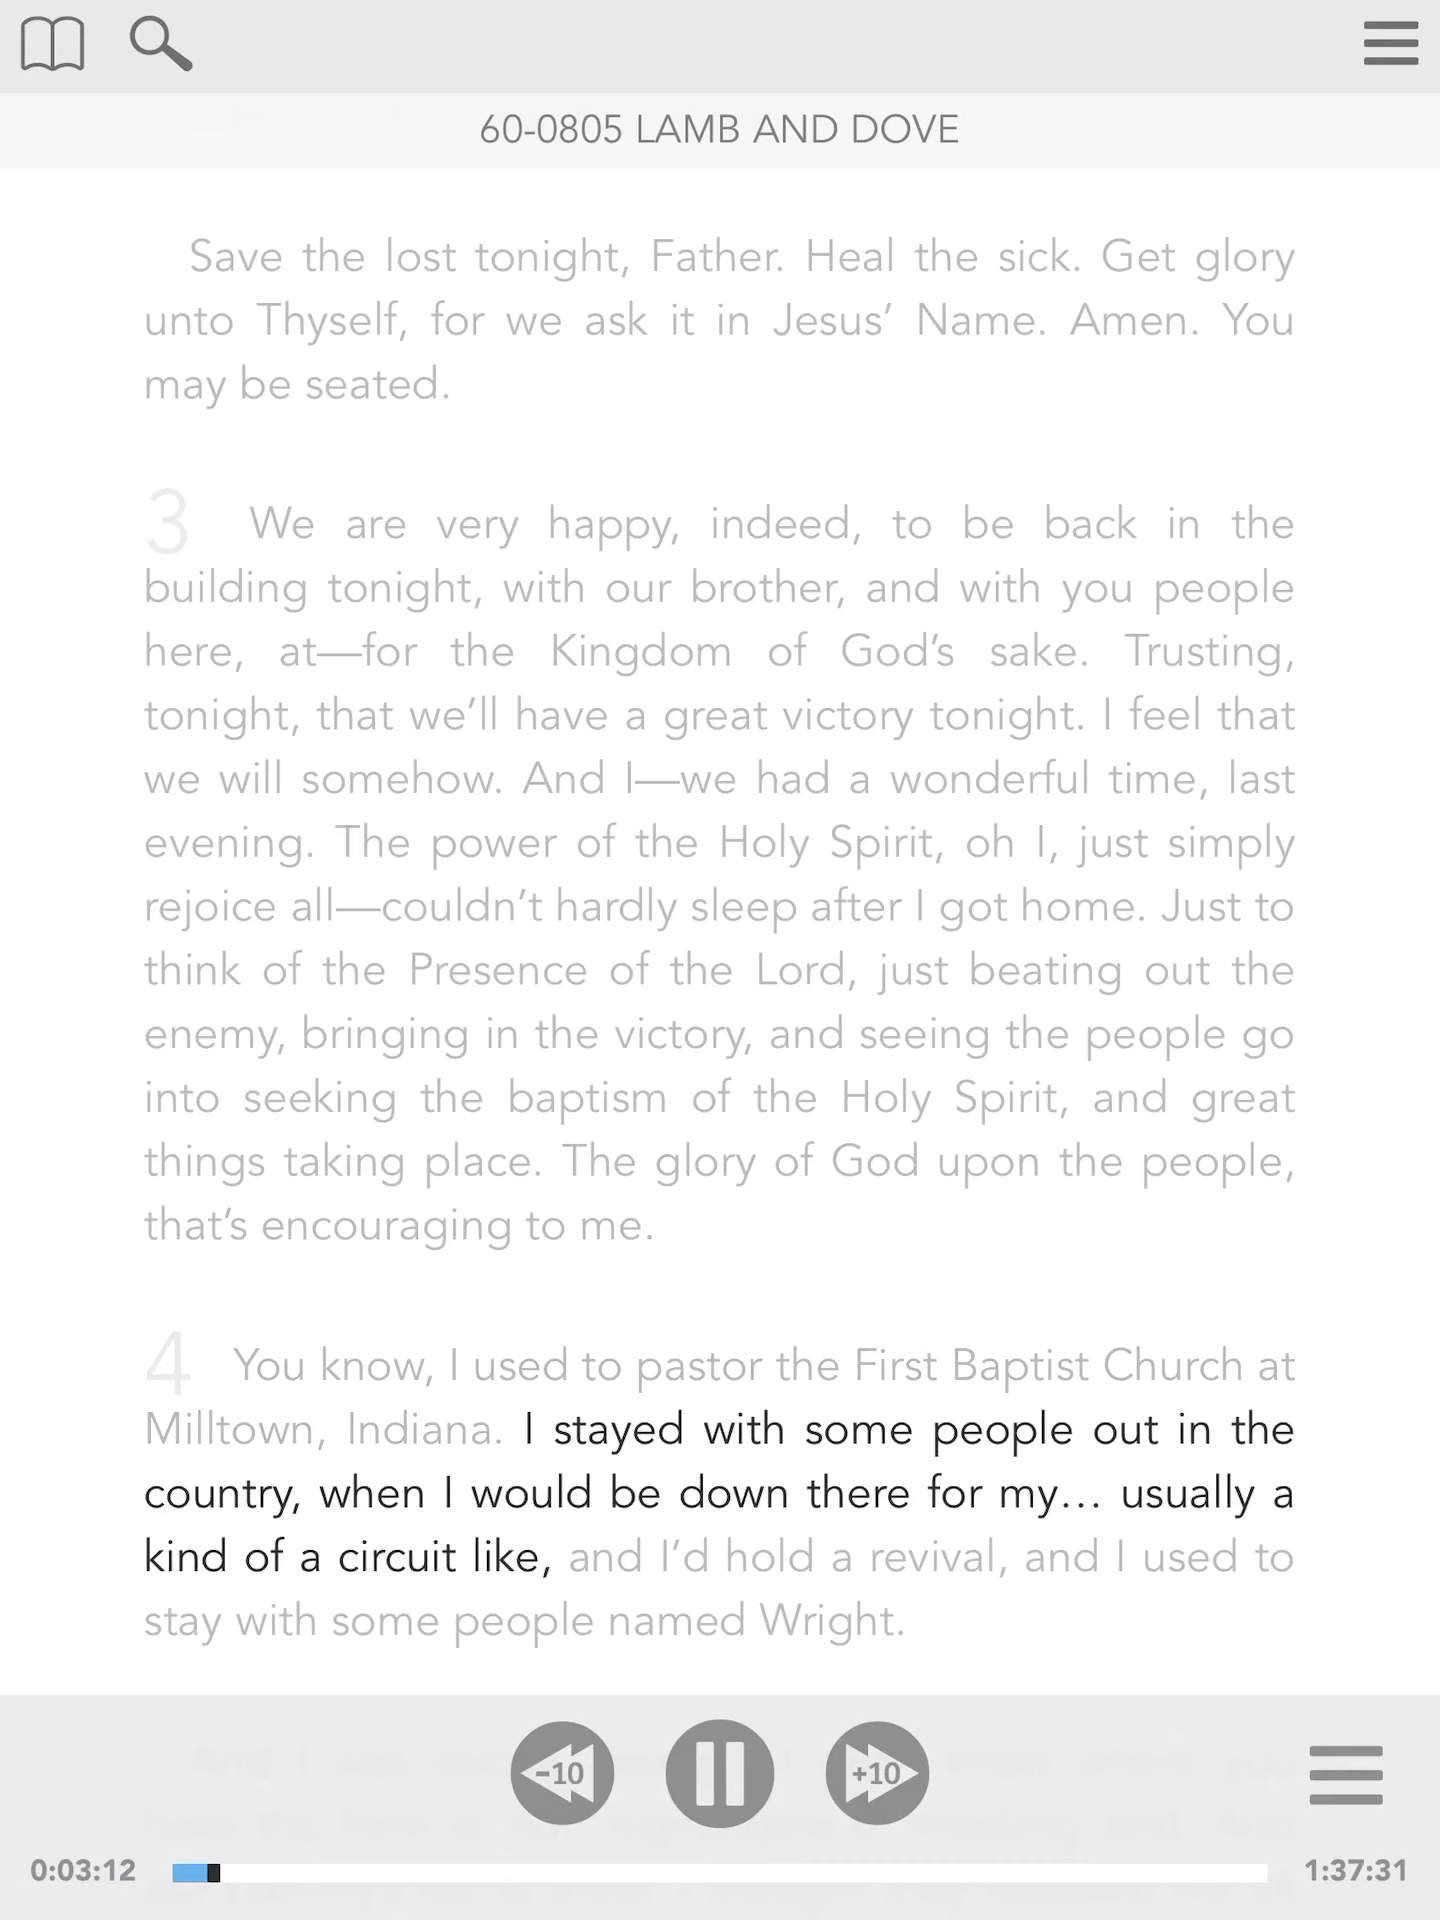 60-0805 LAMB AND DOVE
Save the lost tonight, Father. Heal the sick. Get glory
unto Thyself, for we ask it in Jesus’ Name. Amen. You
may be seated.
3 We are very happy, indeed, to be back in the
building tonight, with our brother, and with you people
here, at—for the Kingdom of God’s sake. Trusting,
tonight, that we’ll have a great victory tonight. I feel that
we will somehow. And I—we had a wonderful time, last
evening. The power of the Holy Spirit, oh I, just simply
rejoice all—couldn’t hardly sleep after I got home. Just to
think of the Presence of the Lord, just beating out the
enemy, bringing in the victory, and seeing the people go
into seeking the baptism of the Holy Spirit, and great
things taking place. The glory of God upon the people,
that’s encouraging to me.
4 You know, I used to pastor the First Baptist Church at
Milltown, Indiana. I stayed with some people out in the
country, when I would be down there for my… usually a
kind of a circuit like, and I’d hold a revival, and I used to
stay with some people named Wright.
-10 +10
0:03:12 1:37:31